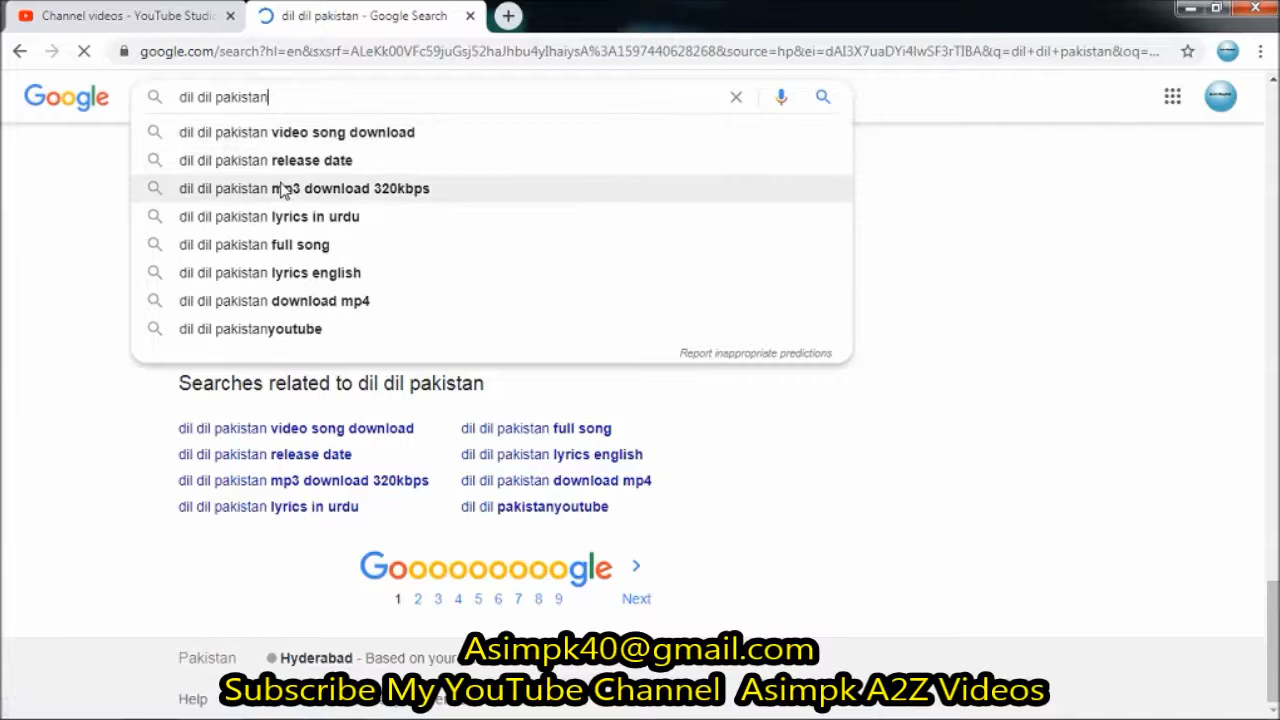 Channel videos - YouTube Studio
dil dil pakistan - Google Search
google.com/search?hl=en&sxsrf=ALeKk00VFc59juGsjS2haJhbu4yIhaiysA%3A1597440628268&source=hp&ei=dAI3X7uaDYi4lwSF3rTIBA&q=dil+dil+pakistan&oq=...
Google
dil dil pakistan
dil dil pakistan video song download
dil dil pakistan release date
dil dil pakistan mp3 download 320kbps
dil dil pakistan lyrics in urdu
dil dil pakistan full song
dil dil pakistan lyrics english
dil dil pakistan download mp4
dil dil pakistanyoutube
Report inappropriate predictions
Searches related to dil dil pakistan
dil dil pakistan video song download
dil dil pakistan full song
dil dil pakistan release date
dil dil pakistan lyrics english
dil dil pakistan mp3 download 320kbps
dil dil pakistan download mp4
dil dil pakistan lyrics in urdu
dil dil pakistanyoutube
Gooooooooogle
1 2 3 4 5 6 7 8 9 Next
Pakistan
Hyderabad - Based on your
Asimpk40@gmail.com
Help
Subscribe My YouTube Channel Asimpk A2Z Videos